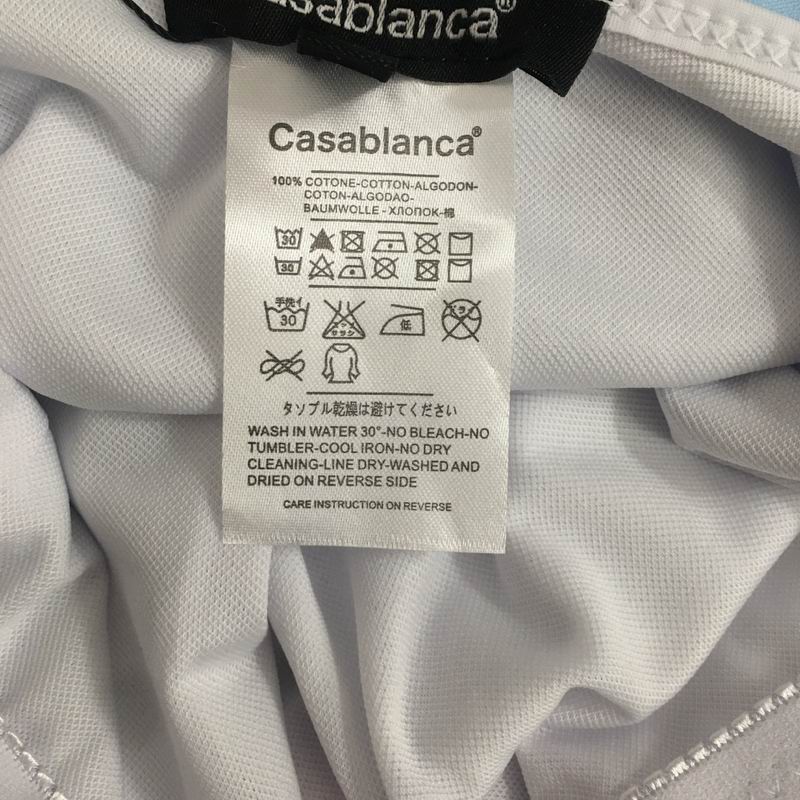 asablanca®
Casablanca®
100% COTONE-COTTON-ALGODON-
COTON-ALGODAO-
BAUMWOLLE - ХЛОПОК-棉
30
30
手洗イ
30
低
タソブル乾燥は避けてください
WASH IN WATER 30°-NO BLEACH-NO
TUMBLER-COOL IRON-NO DRY
CLEANING-LINE DRY-WASHED AND
DRIED ON REVERSE SIDE
CARE INSTRUCTION ON REVERSE